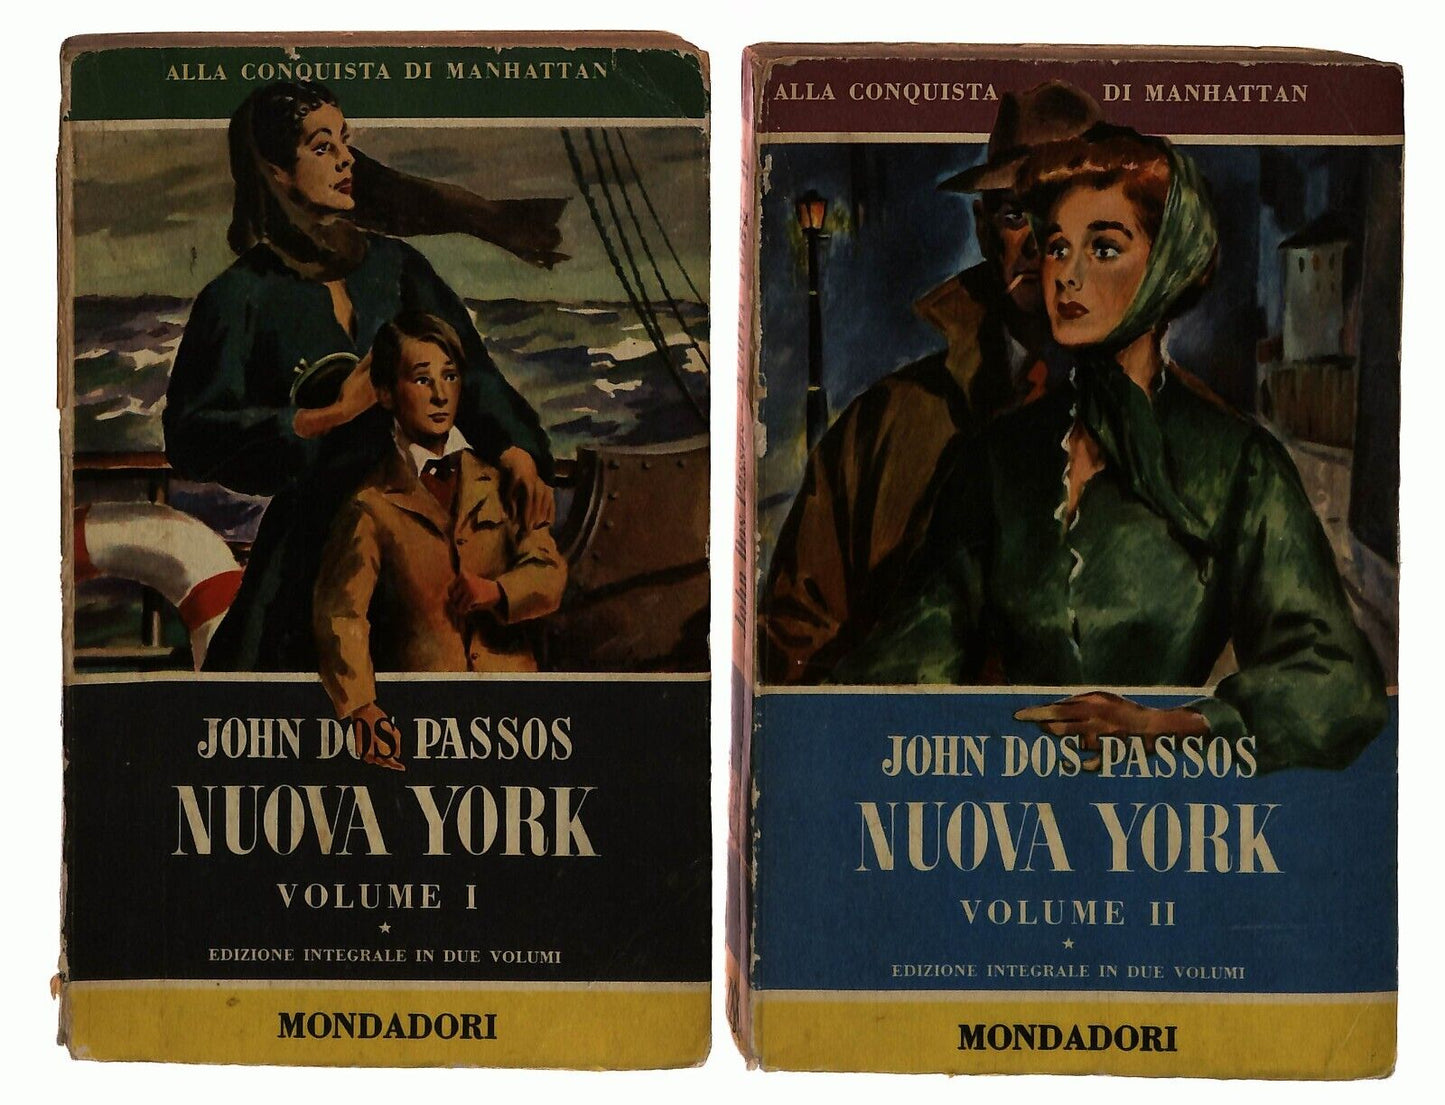 ALLA CONQUISTA DI MANHATTAN
JOHN DOS PASSOS
NUOVA YORK
VOLUME I
EDIZIONE INTEGRALE IN DUE VOLUMI
MONDADORI
ALLA CONQUISTA DI MANHATTAN
JOHN DOS PASSOS
NUOVA YORK
VOLUME II
EDIZIONE INTEGRALE IN DUE VOLUMI
MONDADORI